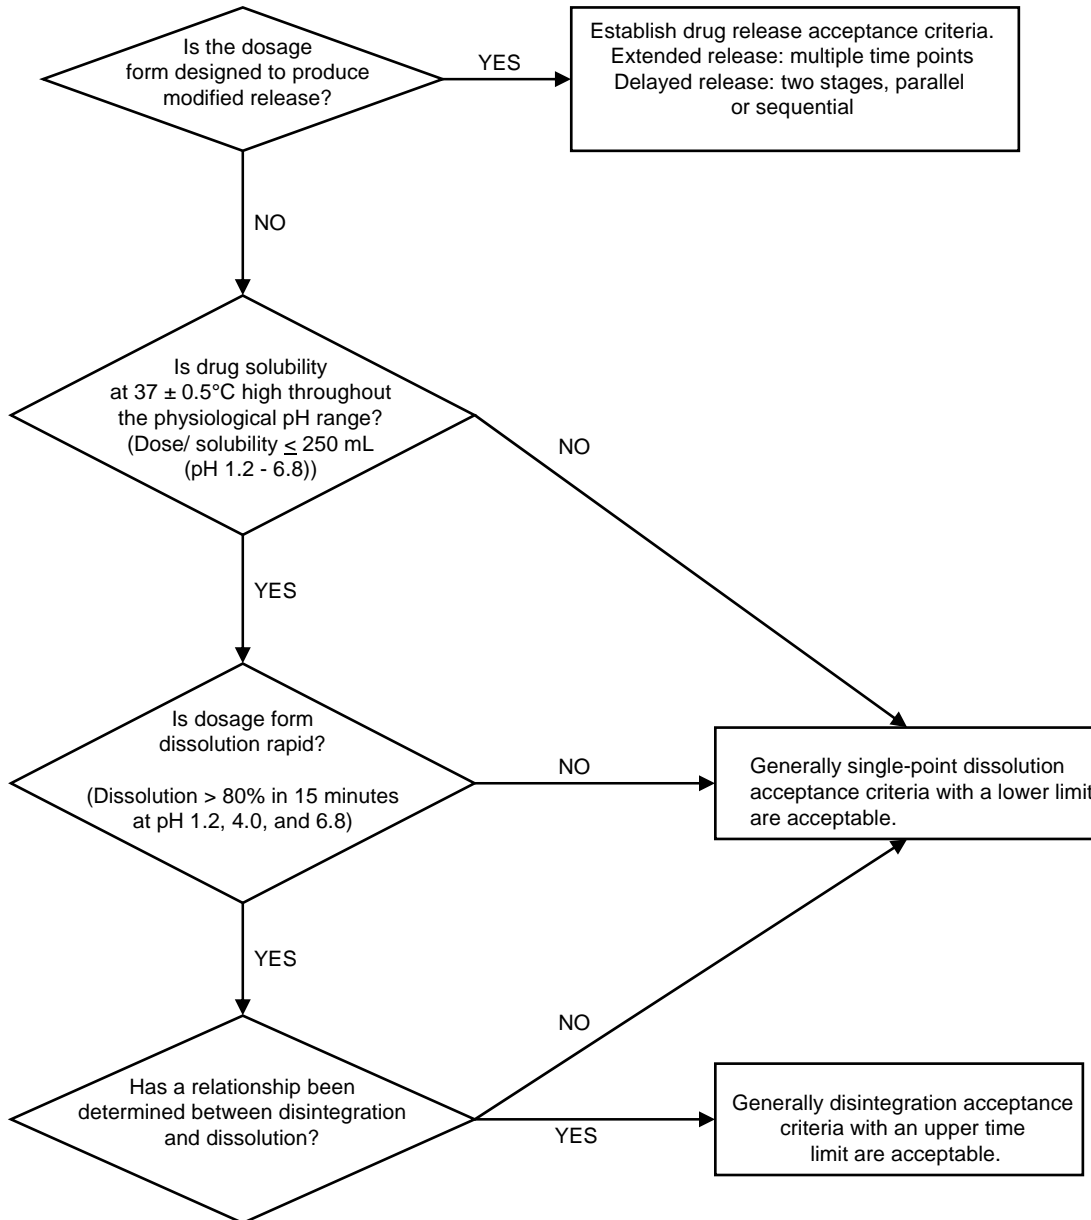 Is the dosage
form designed to produce
modified release?
YES
Establish drug release acceptance criteria.
Extended release: multiple time points
Delayed release: two stages, parallel
or sequential
NO
Is drug solubility
at 37 ± 0.5°C high throughout
the physiological pH range?
(Dose/ solubility ≤ 250 mL
(pH 1.2 - 6.8))
NO
YES
Is dosage form
dissolution rapid?
(Dissolution > 80% in 15 minutes
at pH 1.2, 4.0, and 6.8)
NO
Generally single-point dissolution
acceptance criteria with a lower limit
are acceptable.
YES
NO
Has a relationship been
determined between disintegration
and dissolution?
YES
Generally disintegration acceptance
criteria with an upper time
limit are acceptable.